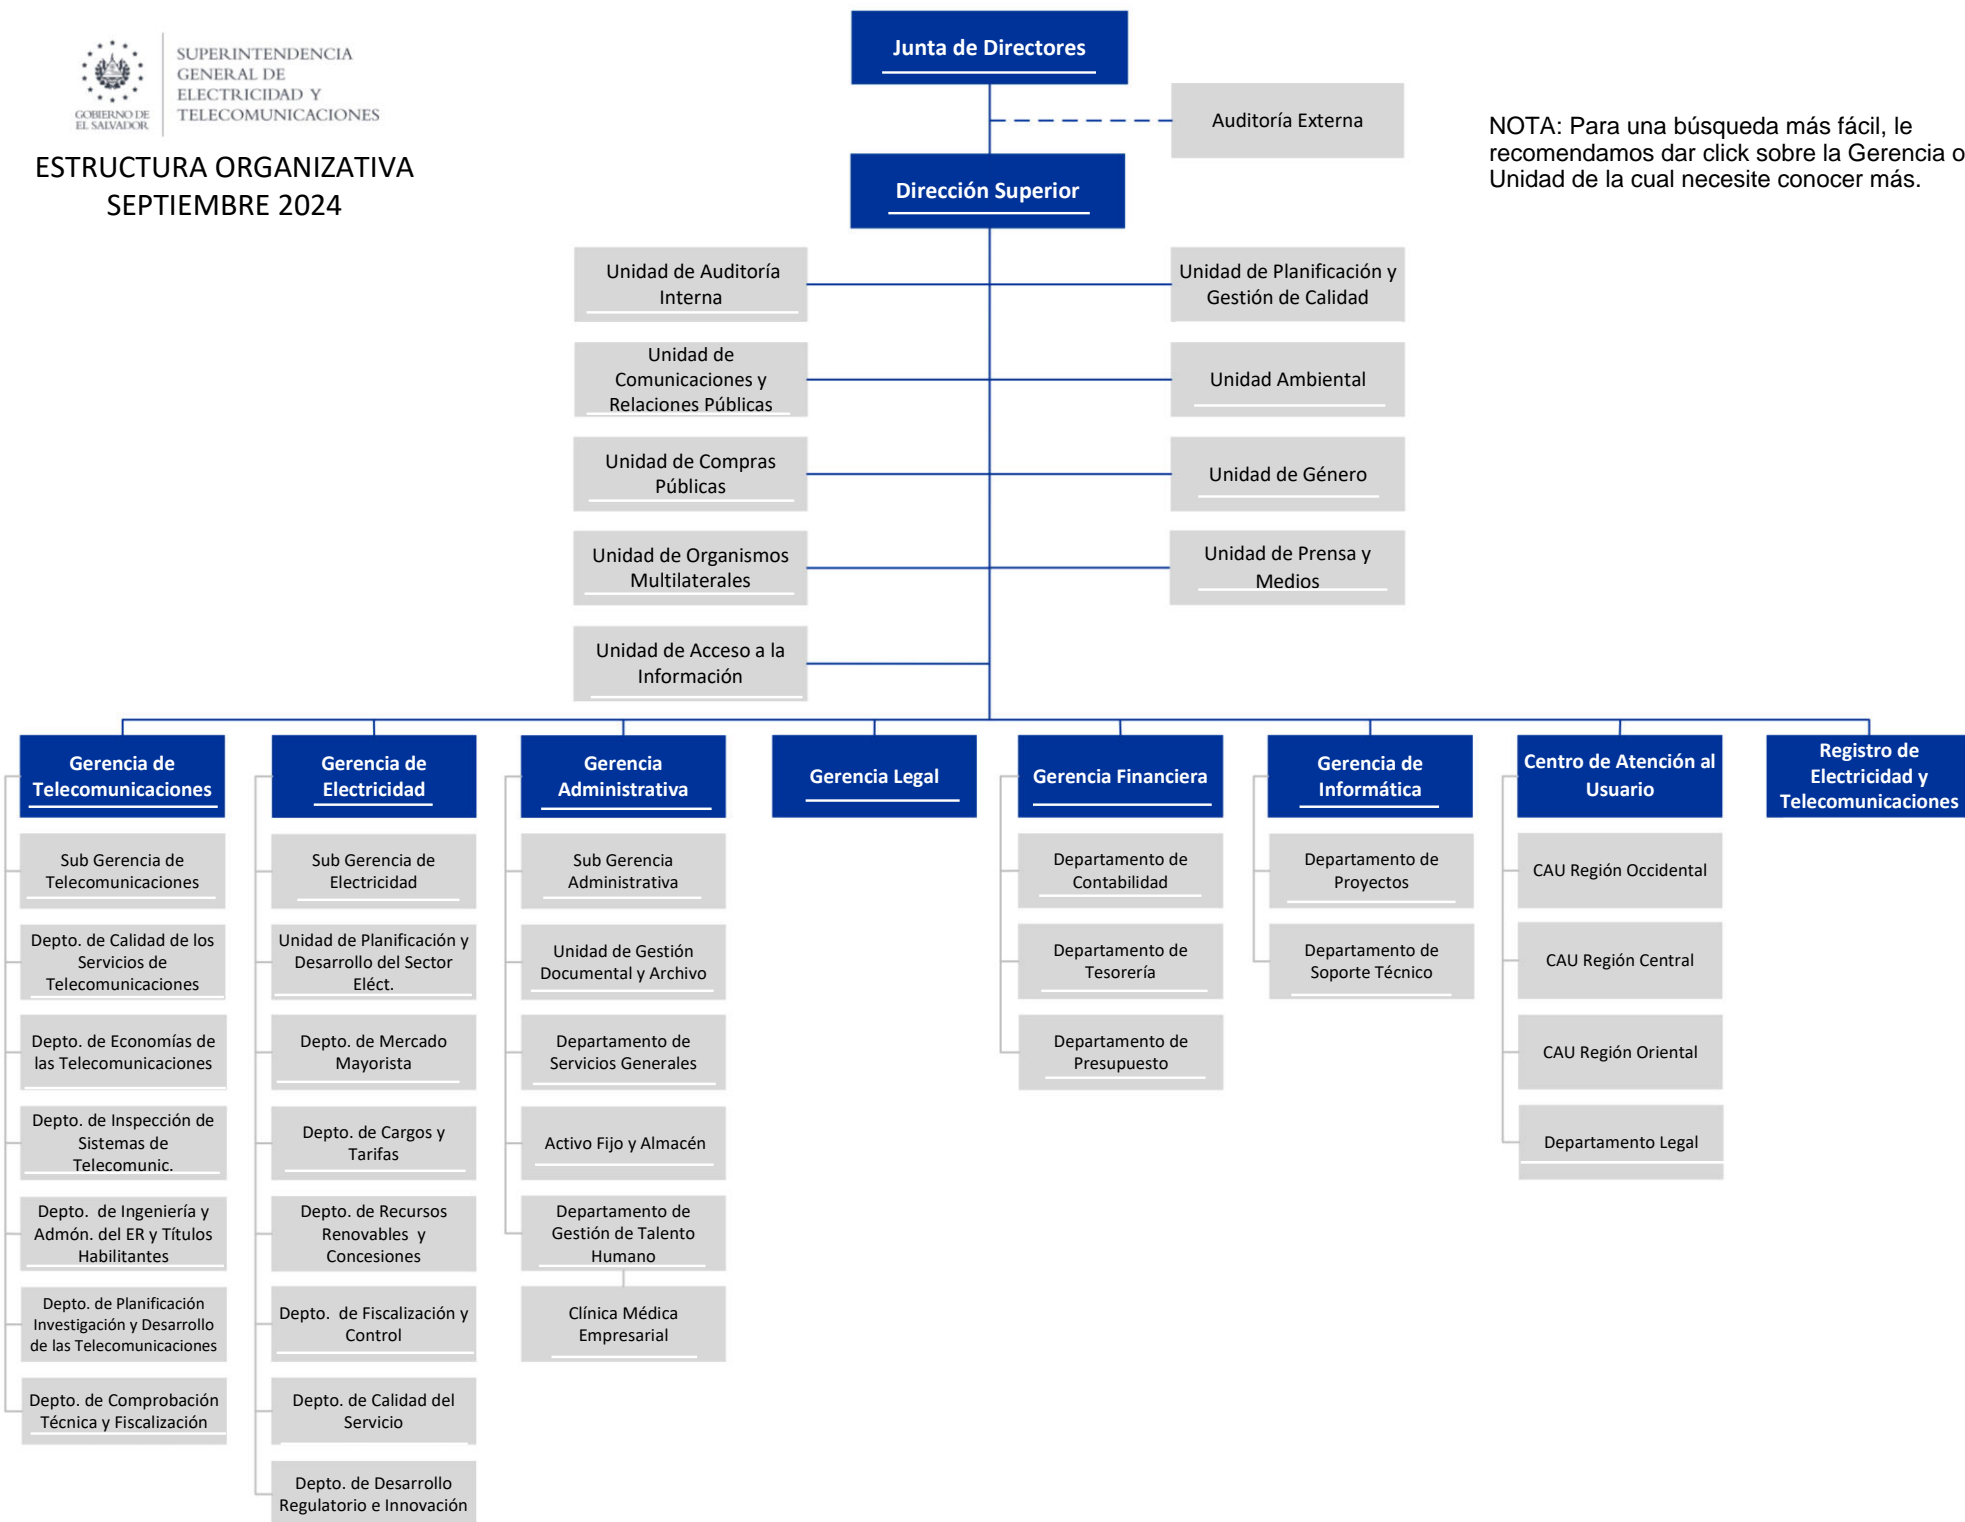 GOBIERNO DE
EL SALVADOR
SUPERINTENDENCIA
GENERAL DE
ELECTRICIDAD Y
TELECOMUNICACIONES
ESTRUCTURA ORGANIZATIVA
SEPTIEMBRE 2024
Junta de Directores
Auditoría Externa
NOTA: Para una búsqueda más fácil, le
recomendamos dar click sobre la Gerencia o
Unidad de la cual necesite conocer más.
Dirección Superior
Unidad de Auditoría
Interna
Unidad de Planificación y
Gestión de Calidad
Unidad de
Comunicaciones y
Relaciones Públicas
Unidad Ambiental
Unidad de Compras
Públicas
Unidad de Género
Unidad de Organismos
Multilaterales
Unidad de Prensa y
Medios
Unidad de Acceso a la
Información
Gerencia de
Telecomunicaciones
Sub Gerencia de
Telecomunicaciones
Depto. de Calidad de los
Servicios de
Telecomunicaciones
Depto. de Economías de
las Telecomunicaciones
Depto. de Inspección de
Sistemas de
Telecomunic.
Depto.  de Ingeniería y
Admón. del ER y Títulos
Habilitantes
Depto. de Planificación
Investigación y Desarrollo
de las Telecomunicaciones
Depto. de Comprobación
Técnica y Fiscalización
Gerencia de
Electricidad
Sub Gerencia de
Electricidad
Unidad de Planificación y
Desarrollo del Sector
Eléct.
Depto. de Mercado
Mayorista
Depto. de Cargos y
Tarifas
Depto. de Recursos
Renovables  y
Concesiones
Depto.  de Fiscalización y
Control
Depto. de Calidad del
Servicio
Depto. de Desarrollo
Regulatorio e Innovación
Gerencia
Administrativa
Sub Gerencia
Administrativa
Unidad de Gestión
Documental y Archivo
Departamento de
Servicios Generales
Activo Fijo y Almacén
Departamento de
Gestión de Talento
Humano
Clínica Médica
Empresarial
Gerencia Legal
Gerencia Financiera
Departamento de
Contabilidad
Departamento de
Tesorería
Departamento de
Presupuesto
Gerencia de
Informática
Departamento de
Proyectos
Departamento de
Soporte Técnico
Centro de Atención al
Usuario
CAU Región Occidental
CAU Región Central
CAU Región Oriental
Departamento Legal
Registro de
Electricidad y
Telecomunicaciones